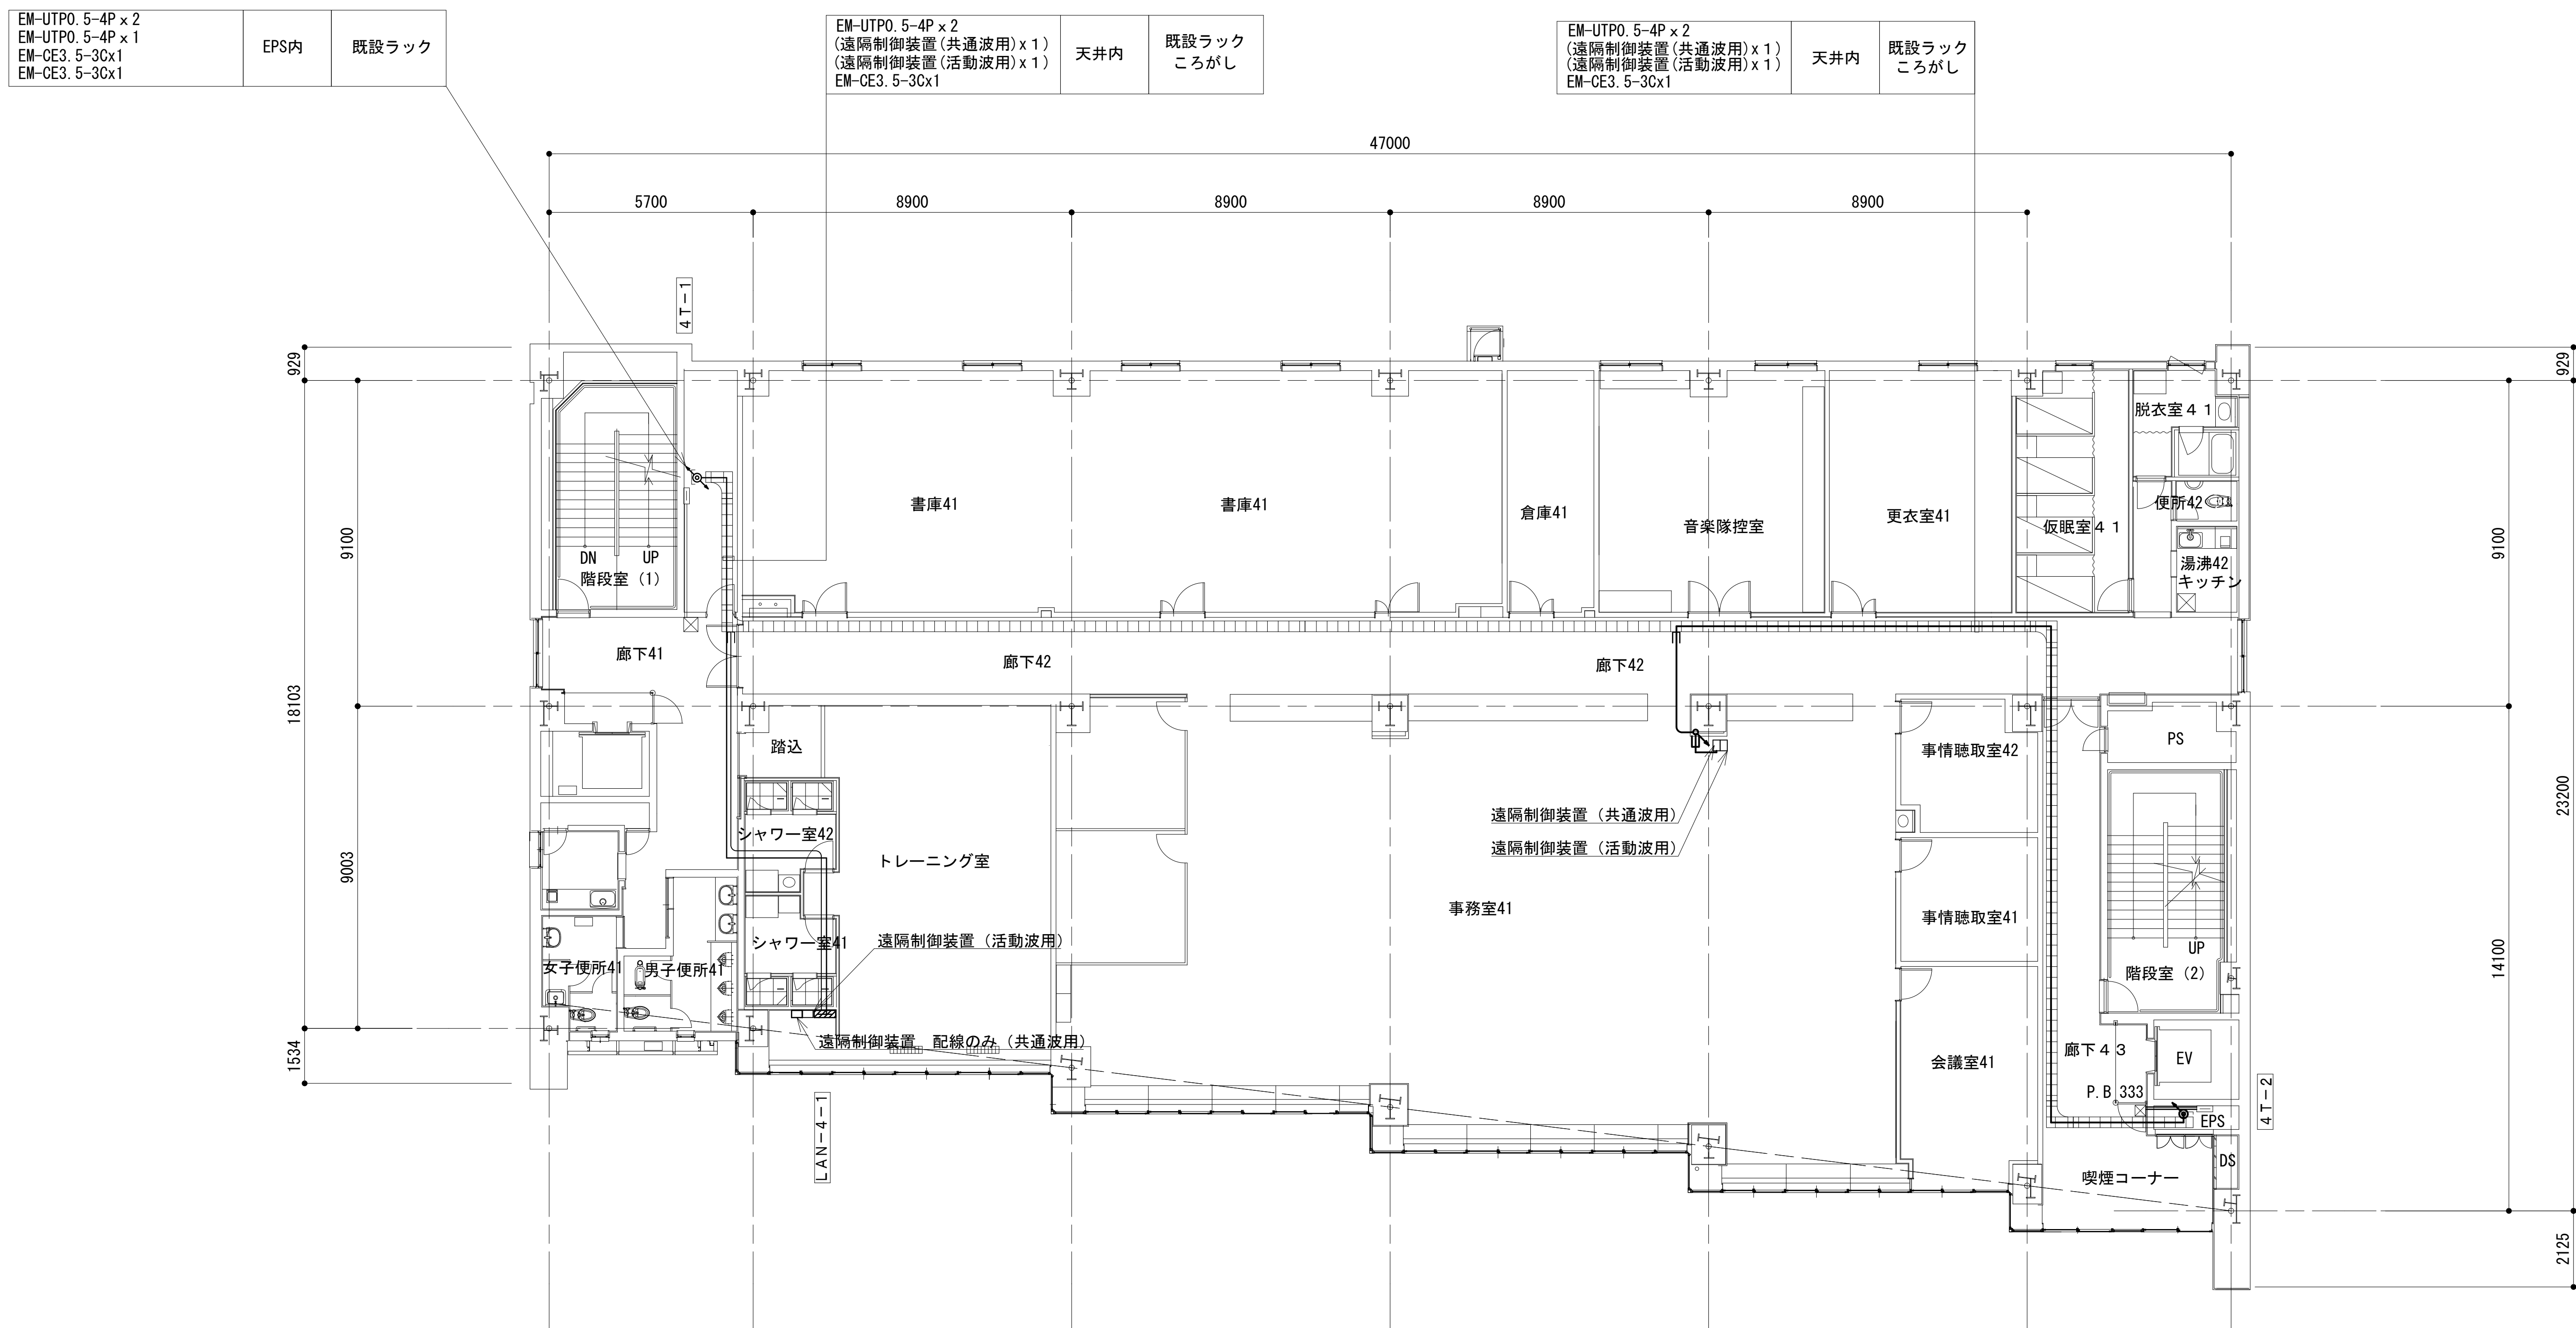 EM-UTP0.5-4P x 2
EM-UTP0.5-4P x 1
EM-CE3.5-3Cx1
EM-CE3.5-3Cx1
EPS内
既設ラック
EM-UTP0.5-4P x 2
(遠隔制御装置(共通波用)x 1)
(遠隔制御装置(活動波用)x 1)
EM-CE3.5-3Cx1
天井内
既設ラック
ころがし
EM-UTP0.5-4P x 2
(遠隔制御装置(共通波用)x 1)
(遠隔制御装置(活動波用)x 1)
EM-CE3.5-3Cx1
天井内
既設ラック
ころがし
47000
5700
8900
8900
8900
8900
4T-1
929
929
9100
9100
18103
9003
1534
23200
14100
2125
脱衣室41
書庫41
書庫41
倉庫41
音楽隊控室
更衣室41
仮眠室41
便所42
湯沸42
キッチン
DN
UP
階段室 (1)
廊下41
廊下42
廊下42
踏込
事情聴取室42
PS
シャワー室42
トレーニング室
遠隔制御装置 (共通波用)
遠隔制御装置 (活動波用)
事務室41
事情聴取室41
シャワー室41
遠隔制御装置 (活動波用)
女子便所41
男子便所41
UP
階段室 (2)
遠隔制御装置 配線のみ (共通波用)
会議室41
廊下43
EV
P.B 333
EPS
4T-2
LAN-4-1
DS
喫煙コーナー